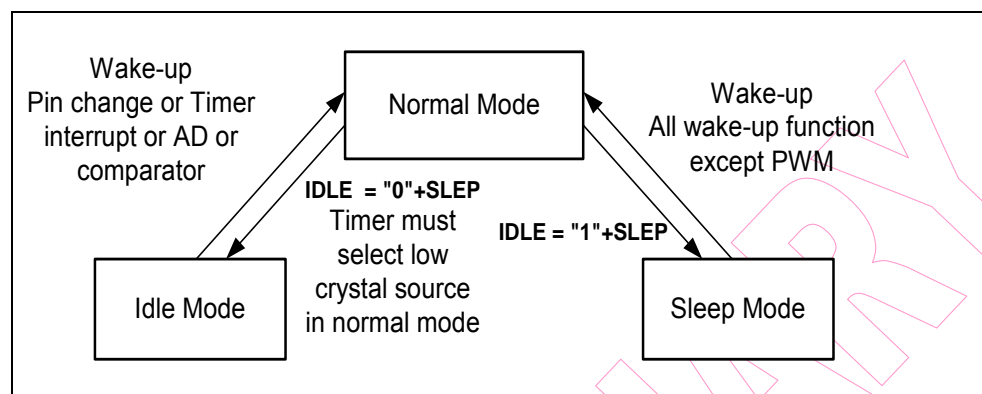 Wake-up
Pin change or Timer
interrupt or AD or
comparator
Normal Mode
Wake-up
All wake-up function
except PWM
IDLE = "0"+SLEP
Timer must
select low
crystal source
in normal mode
IDLE = "1"+SLEP
Idle Mode
Sleep Mode